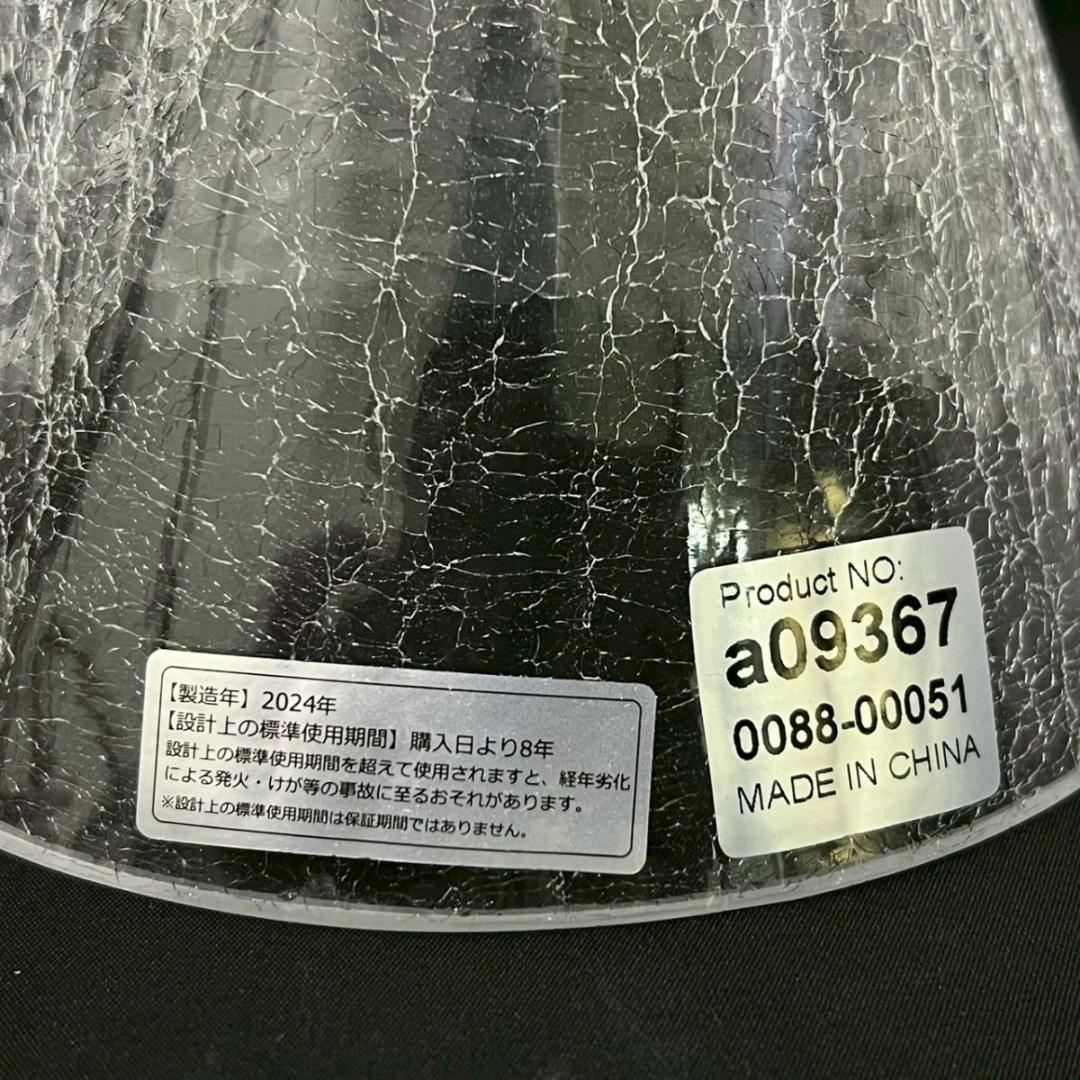 【製造年】2024年
【設計上の標準使用期間】購入日より8年
設計上の標準使用期間を超えて使用されますと、経年劣化
による発火・けが等の事故に至るおそれがあります。
※設計上の標準使用期間は保証期間ではありません。
Product NO:
a09367
0088-00051
MADE IN CHINA